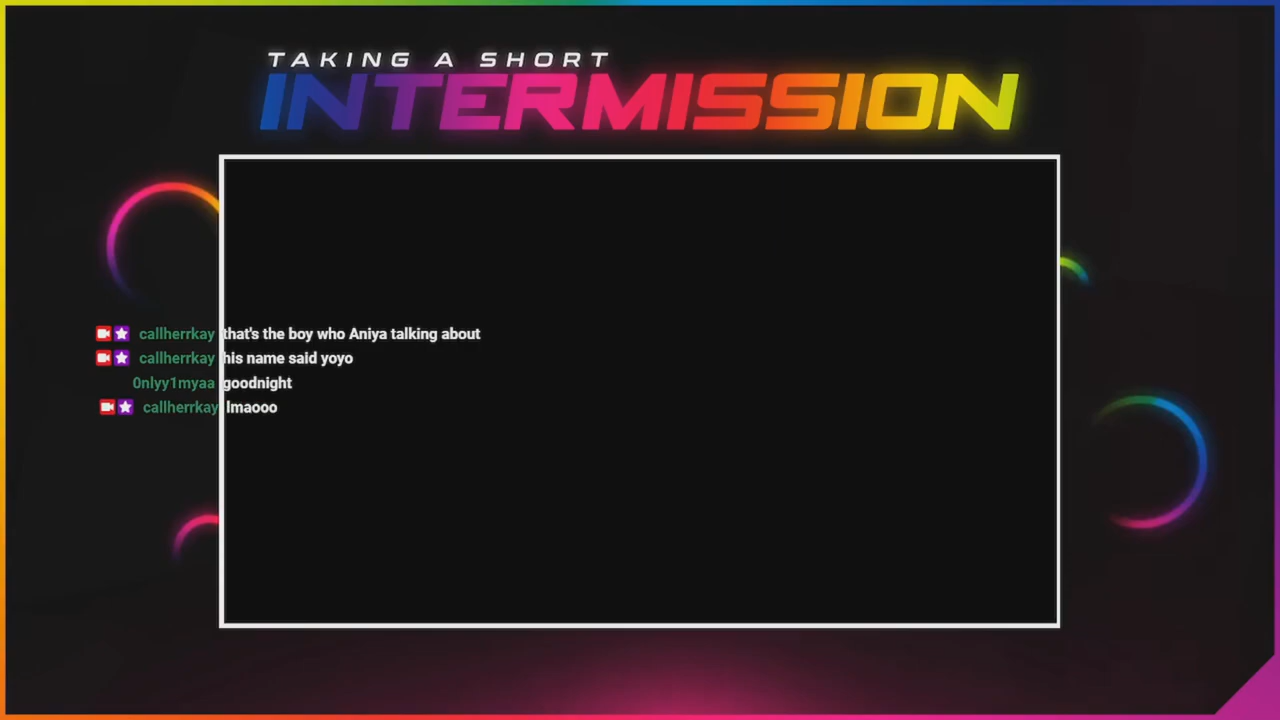 TAKING A SHORT
INTERMISSION
callherrkay that's the boy who Aniya talking about
callherrkay his name said yoyo
0nlyy1myaa goodnight
callherrkay lmaooo